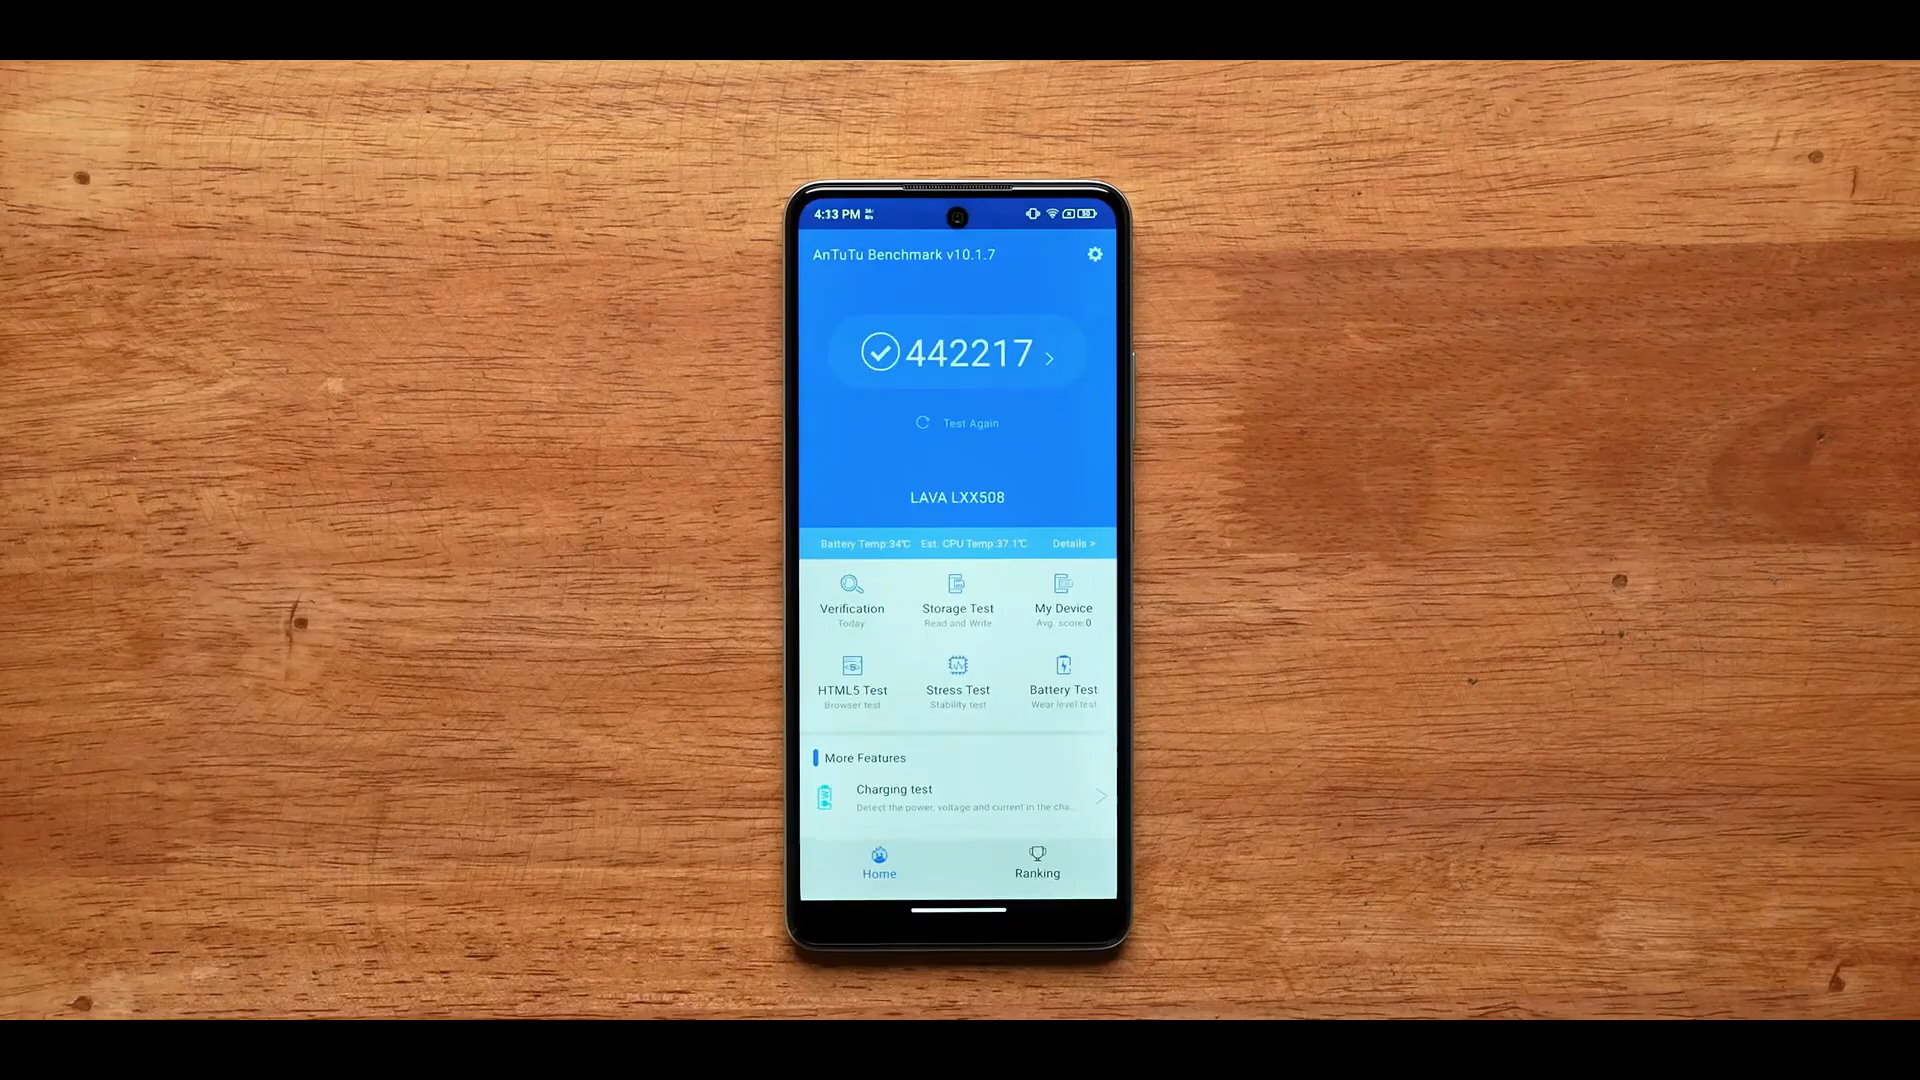 4:13 PM
50
AnTuTu Benchmark v10.1.7
442217
Test Again
LAVA LXX508
Battery Temp:34℃ Est. CPU Temp:37.1℃ Details >
Verification Storage Test My Device
Today Read and Write Avg. score:0
HTML5 Test Stress Test Battery Test
Browser test Stability test Wear level test
More Features
Charging test
Detect the power, voltage and current in the cha...
Home Ranking